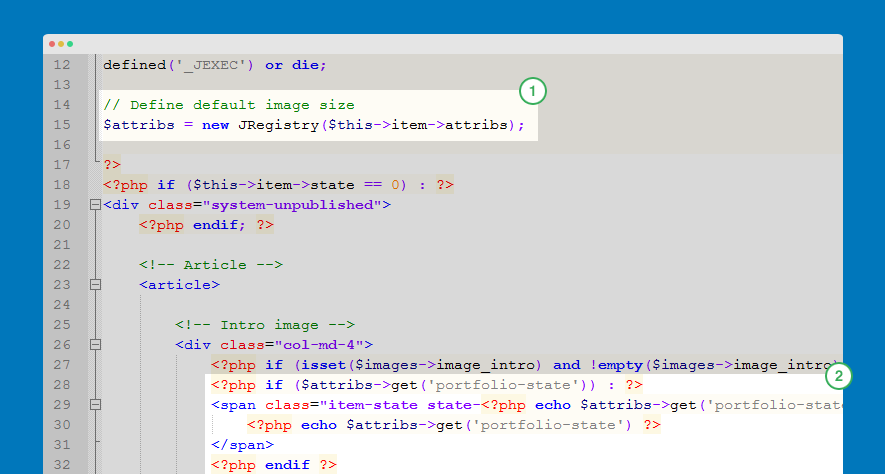 12 defined('_JEXEC') or die;
13
1
14 // Define default image size
15 $attribs = new JRegistry($this->item->attribs);
16
17 ?>
18 <?php if ($this->item->state == 0) : ?>
19 <div class="system-unpublished">
20 <?php endif; ?>
21
22 <!-- Article -->
23 <article>
24
25 <!-- Intro image -->
26 <div class="col-md-4">
27 <?php if (isset($images->image_intro) and !empty($images->image_intro)
2
28 <?php if ($attribs->get('portfolio-state')) : ?>
29 <span class="item-state state-<?php echo $attribs->get('portfolio-state
30 <?php echo $attribs->get('portfolio-state') ?>
31 </span>
32 <?php endif ?>